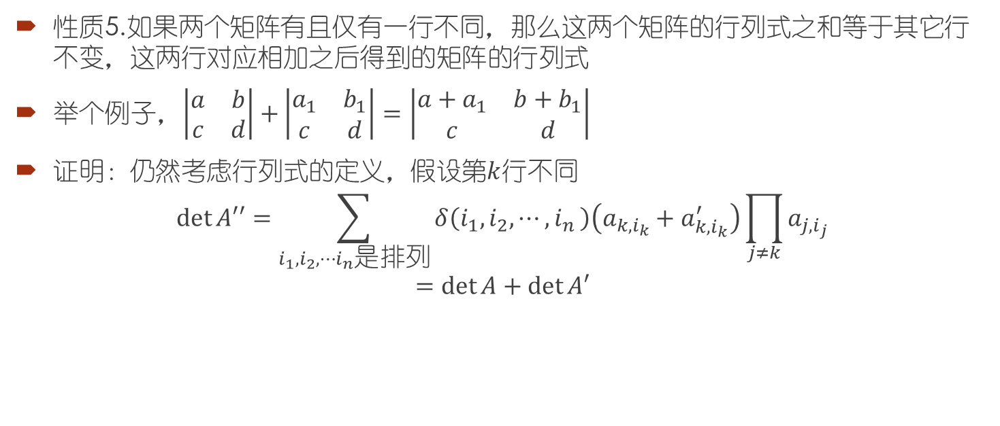 性质5.如果两个矩阵有且仅有一行不同，那么这两个矩阵的行列式之和等于其它行
不变，这两行对应相加之后得到的矩阵的行列式
举个例子，$\begin{vmatrix} a & b \\ c & d \end{vmatrix} + \begin{vmatrix} a_1 & b_1 \\ c & d \end{vmatrix} = \begin{vmatrix} a + a_1 & b + b_1 \\ c & d \end{vmatrix}$
证明：仍然考虑行列式的定义，假设第$k$行不同
$\det A'' = \sum_{i_1,i_2,\cdots i_n 是排列} \delta(i_1, i_2, \cdots, i_n)(a_{k,i_k} + a'_{k,i_k}) \prod_{j \neq k} a_{j,i_j}$
$= \det A + \det A'$